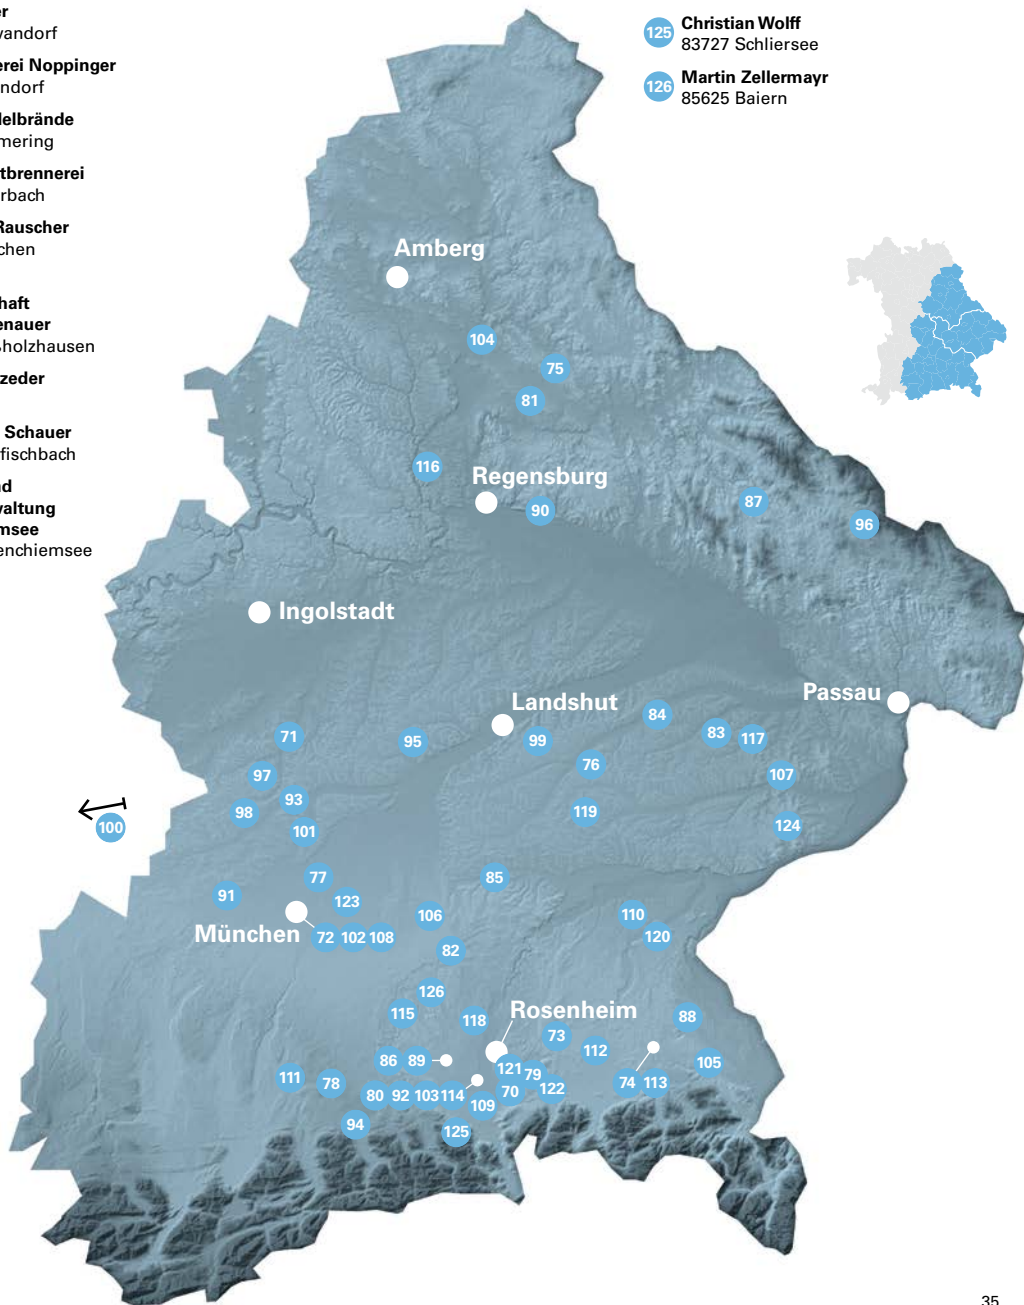 er
vandorf
erei Noppinger
ndorf
delbrände
mering
tbrennerei
rbach
Rauscher
chen
haft
enauer
ßholzhausen
zeder
Schauer
fischbach
nd
valtung
msee
enchiemsee
125 Christian Wolff
83727 Schliersee
126 Martin Zellermayr
85625 Baiern
Amberg
104
75
81
116
Regensburg
90
87
96
Ingolstadt
Landshut
Passau
71
95
99
84
83
117
97
76
107
98
93
119
124
100
101
77
85
91
123
106
110
München
72 102 108
120
82
126
115
118
Rosenheim
88
73
112
86 89
105
111
78
121 79
74 113
80 92 103 114
70
122
109
94
125
35